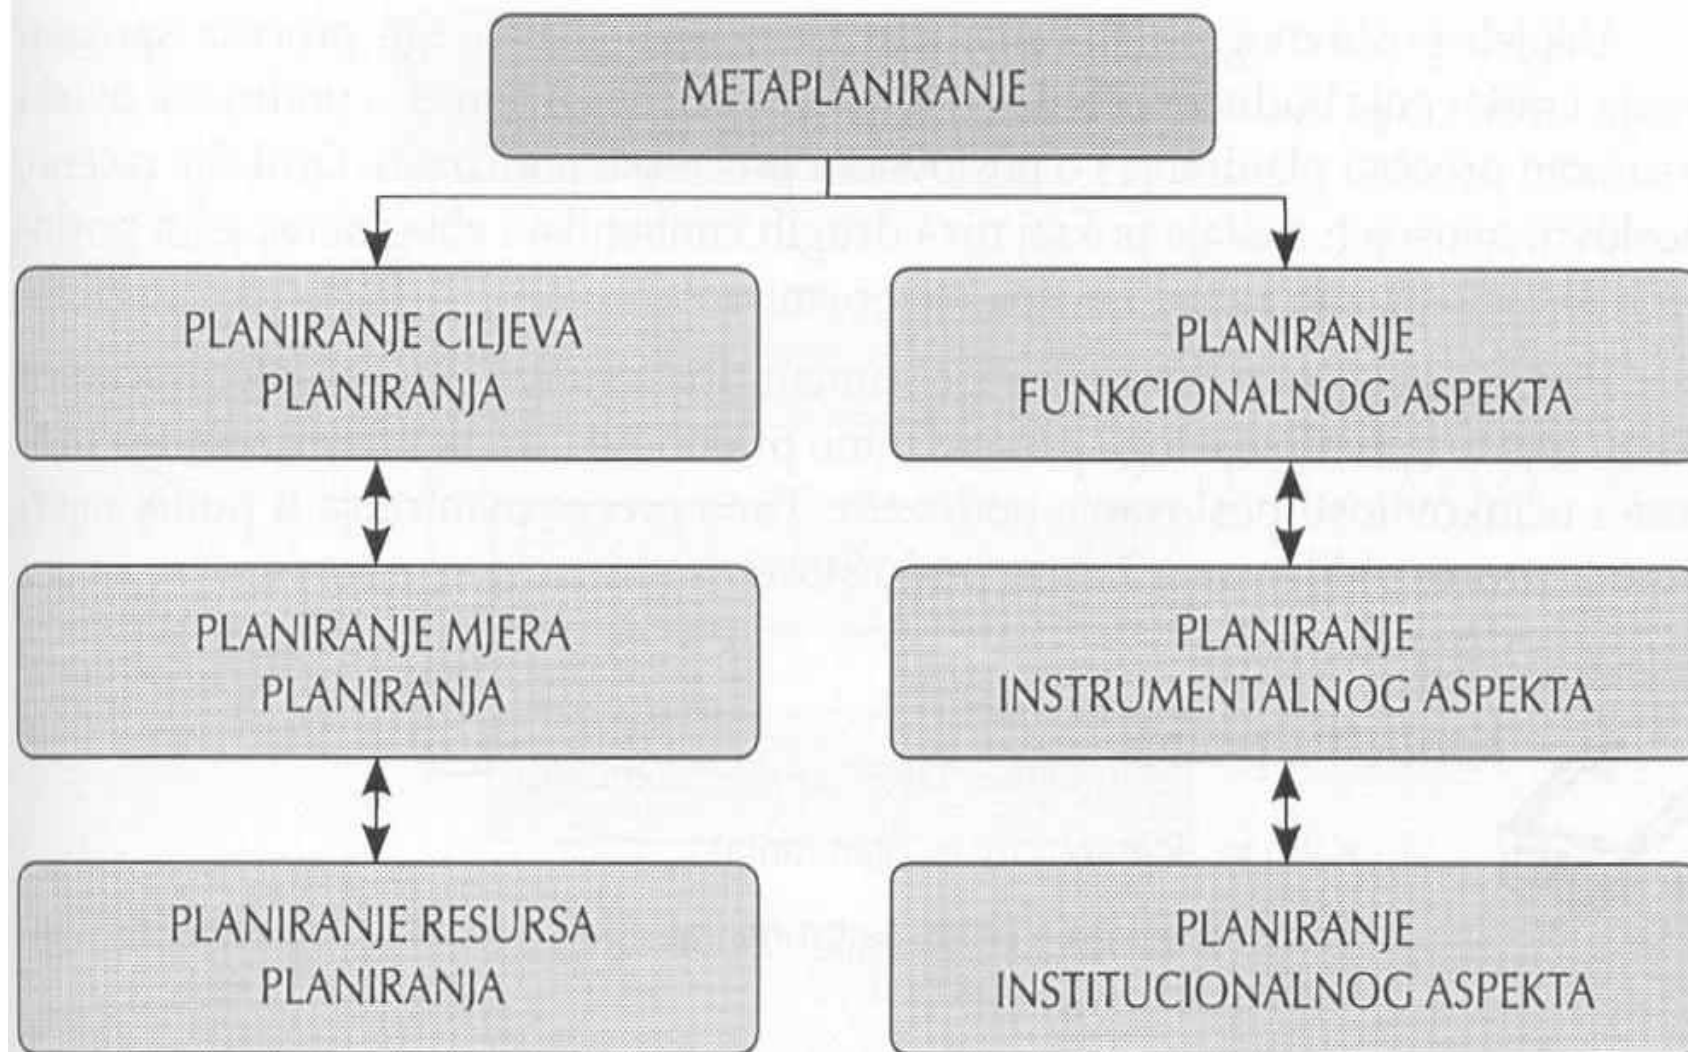 METAPLANIRANJE
PLANIRANJE CILJEVA
PLANIRANJA
PLANIRANJE
FUNKCIONALNOG ASPEKTA
PLANIRANJE MJERA
PLANIRANJA
PLANIRANJE
INSTRUMENTALNOG ASPEKTA
PLANIRANJE RESURSA
PLANIRANJA
PLANIRANJE
INSTITUCIONALNOG ASPEKTA